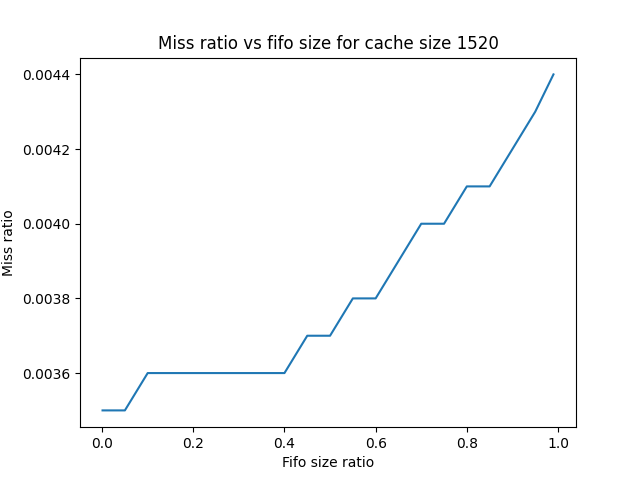 Miss ratio vs fifo size for cache size 1520
0.0044
0.0042
0.0040
0.0038
0.0036
Miss ratio
0.0 0.2 0.4 0.6 0.8 1.0
Fifo size ratio